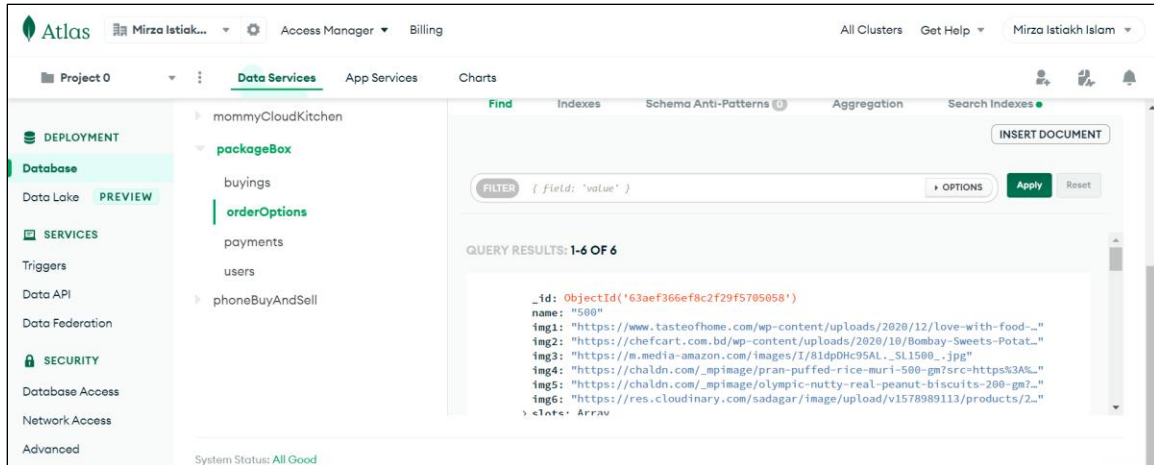 Atlas Mirza Istiak... Access Manager Billing All Clusters Get Help Mirza Istiakh Islam
Project 0 Data Services App Services Charts
DEPLOYMENT
Database
Data Lake PREVIEW
SERVICES
Triggers
Data API
Data Federation
SECURITY
Database Access
Network Access
Advanced
mommyCloudKitchen
packageBox
buyings
orderOptions
payments
users
phoneBuyAndSell
System Status: All Good
Find Indexes Schema Anti-Patterns 0 Aggregation Search Indexes
INSERT DOCUMENT
FILTER { field: 'value' } OPTIONS Apply Reset
QUERY RESULTS: 1-6 OF 6
_id: ObjectId('63aef366ef8c2f29f5705058')
name: "500"
img1: "https://www.tasteofhome.com/wp-content/uploads/2020/12/love-with-food-…"
img2: "https://chefcart.com.bd/wp-content/uploads/2020/10/Bombay-Sweets-Potat…"
img3: "https://m.media-amazon.com/images/I/81dpDHc95AL._SL1500_.jpg"
img4: "https://chaldn.com/_mpimage/pran-puffed-rice-muri-500-gm?src=https%3A%…"
img5: "https://chaldn.com/_mpimage/olympic-nutty-real-peanut-biscuits-200-gm?…"
img6: "https://res.cloudinary.com/sadagar/image/upload/v1578989113/products/2…"
slots: Array